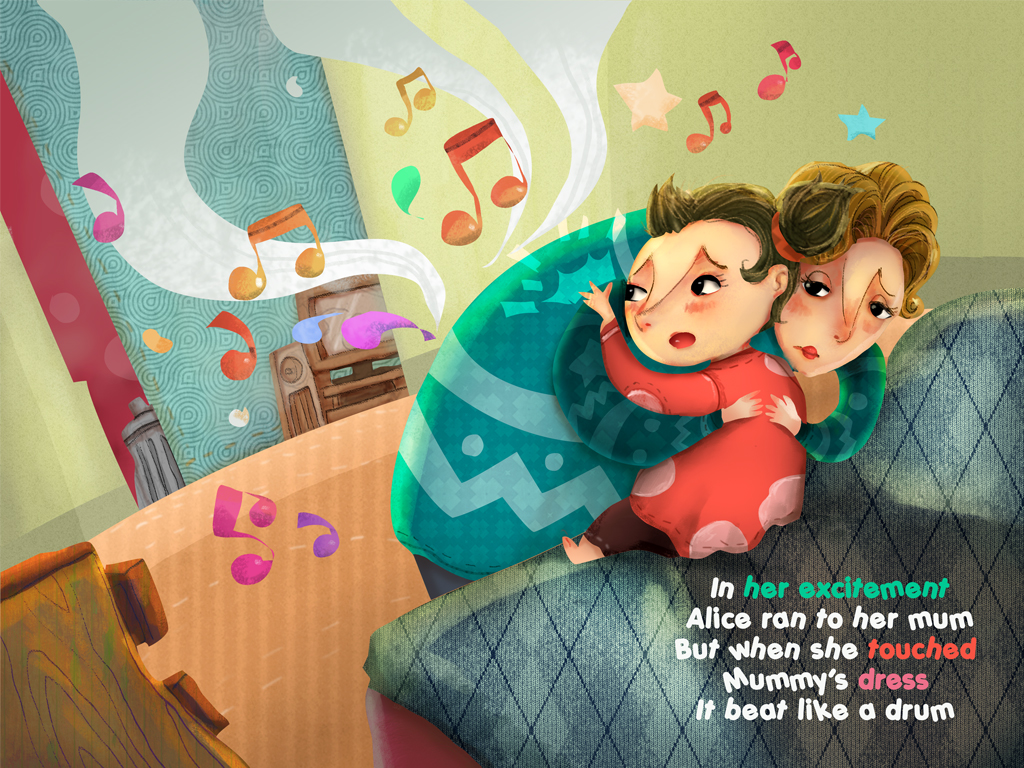 In her excitement
Alice ran to her mum
But when she touched
Mummy's dress
It beat like a drum